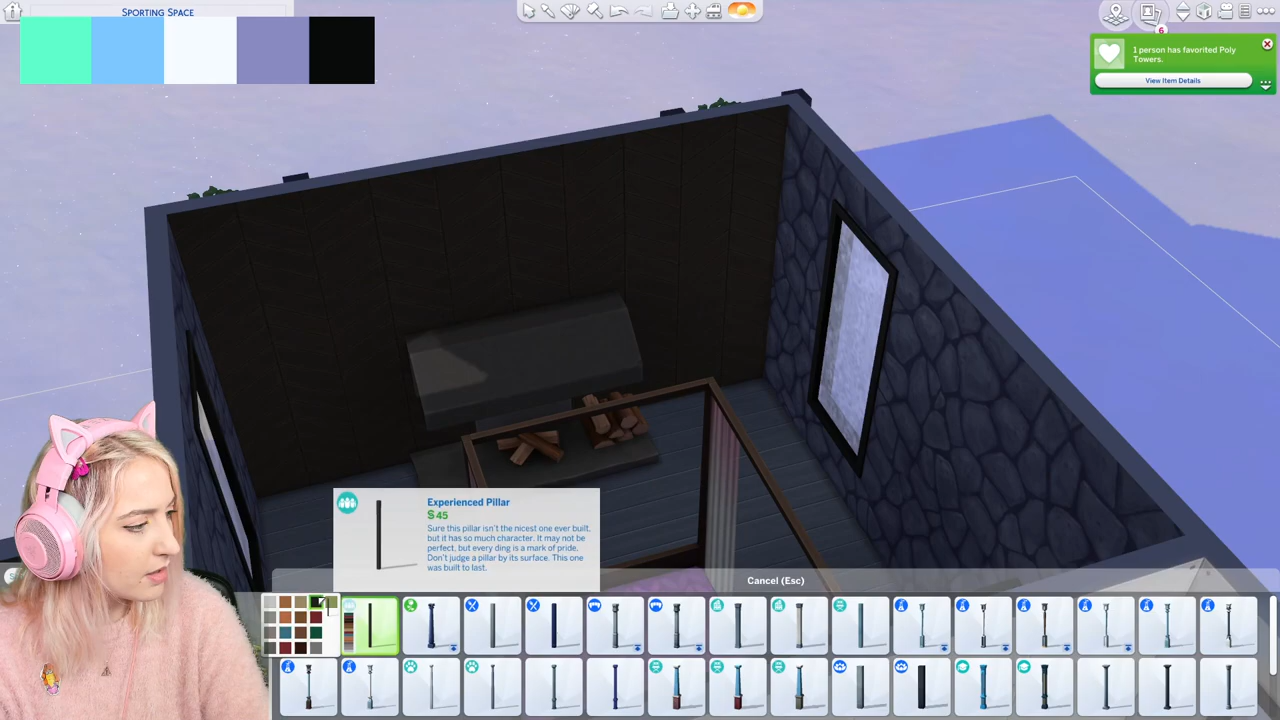 SPORTING SPACE
6
1 person has favorited Poly
Towers.
View Item Details
Experienced Pillar
§45
Sure this pillar isn't the nicest one ever built,
but it has so much character. It may not be
perfect, but every ding is a mark of pride.
Don't judge a pillar by its surface. This one
was built to last.
Cancel (Esc)